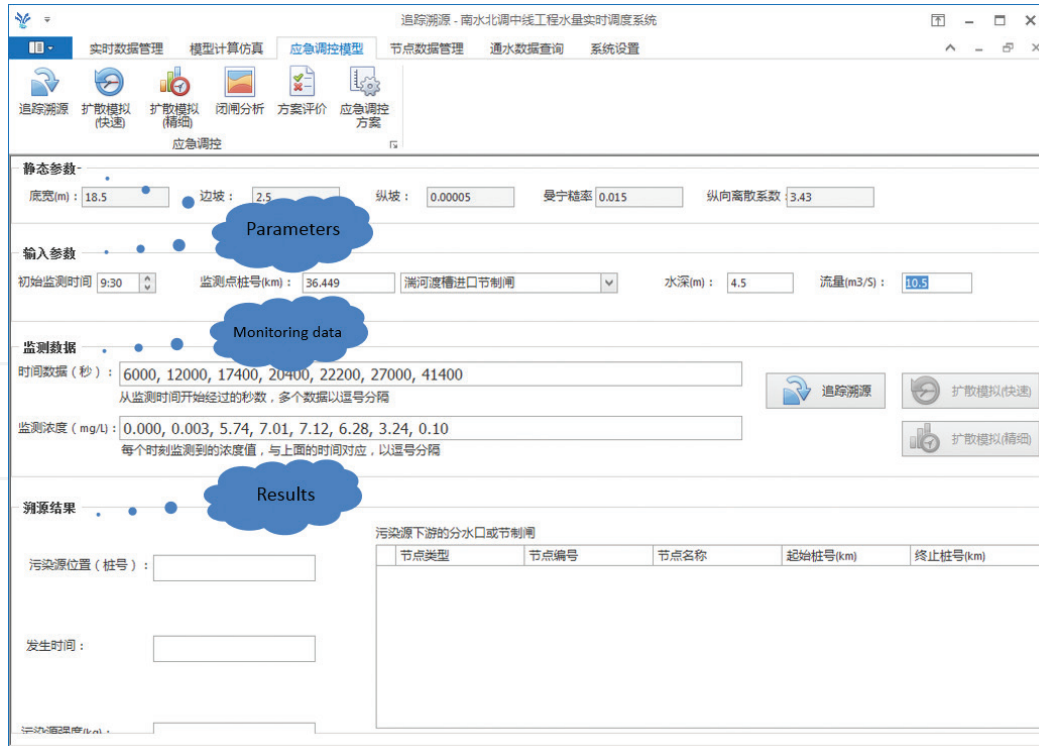 追踪溯源 - 南水北调中线工程水量实时调度系统
实时数据管理 模型计算仿真 应急调控模型 节点数据管理 通水数据查询 系统设置
追踪溯源 扩散模拟(快速) 扩散模拟(精细) 闭闸分析 方案评价 应急调控方案
应急调控
静态参数
底宽(m): 18.5 边坡: 2.5 纵坡: 0.00005 曼宁糙率 0.015 纵向离散系数: 3.43
Parameters
输入参数
初始监测时间 9:30 监测点桩号(km): 36.449 湍河渡槽进口节制闸 水深(m): 4.5 流量(m3/S): 10.5
Monitoring data
监测数据
时间数据(秒): 6000, 12000, 17400, 20400, 22200, 27000, 41400
从监测时间开始经过的秒数,多个数据以逗号分隔
追踪溯源 扩散模拟(快速)
监测浓度(mg/L): 0.000, 0.003, 5.74, 7.01, 7.12, 6.28, 3.24, 0.10
每个时刻监测到的浓度值,与上面的时间对应,以逗号分隔
扩散模拟(精细)
Results
溯源结果
污染源下游的分水口或节制闸
节点类型 节点编号 节点名称 起始桩号(km) 终止桩号(km)
污染源位置(桩号):
发生时间:
污染源强度(kg):